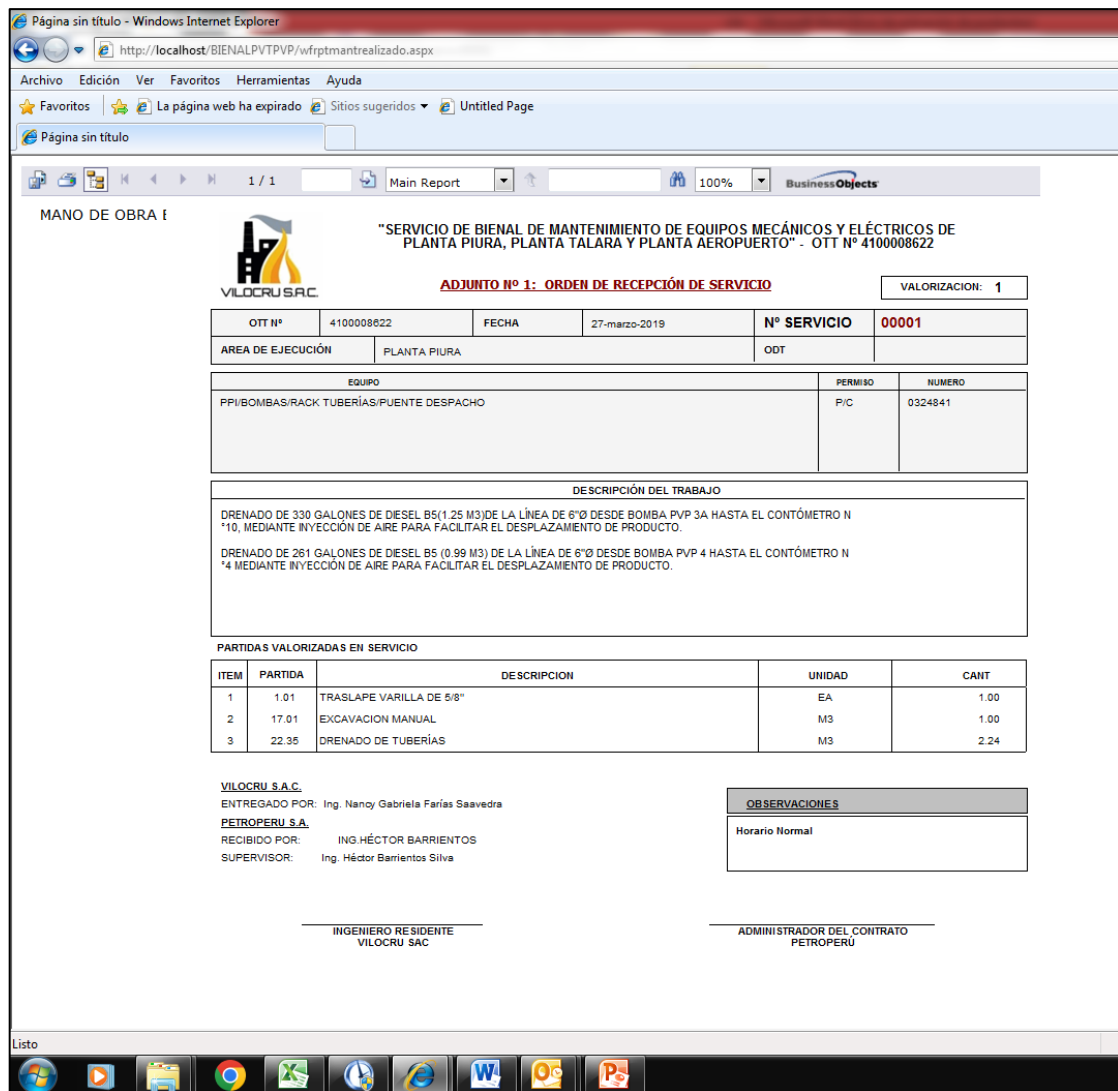 Página sin título - Windows Internet Explorer
http://localhost/BIENALPVTPVP/wfrptmantrealizado.aspx
Archivo Edición Ver Favoritos Herramientas Ayuda
Favoritos La página web ha expirado Sitios sugeridos Untitled Page
Página sin título
1 / 1 Main Report 100% BusinessObjects
MANO DE OBRA E
"SERVICIO DE BIENAL DE MANTENIMIENTO DE EQUIPOS MECÁNICOS Y ELÉCTRICOS DE
PLANTA PIURA, PLANTA TALARA Y PLANTA AEROPUERTO" - OTT Nº 4100008622
VILOCRU S.A.C.
ADJUNTO Nº 1: ORDEN DE RECEPCIÓN DE SERVICIO
VALORIZACION: 1
OTT Nº 4100008622 FECHA 27-marzo-2019 Nº SERVICIO 00001
AREA DE EJECUCIÓN PLANTA PIURA ODT
EQUIPO PERMISO NUMERO
PPI/BOMBAS/RACK TUBERÍAS/PUENTE DESPACHO P/C 0324841
DESCRIPCIÓN DEL TRABAJO
DRENADO DE 330 GALONES DE DIESEL B5(1.25 M3)DE LA LÍNEA DE 6"Ø DESDE BOMBA PVP 3A HASTA EL CONTÓMETRO N
°10, MEDIANTE INYECCIÓN DE AIRE PARA FACILITAR EL DESPLAZAMIENTO DE PRODUCTO.
DRENADO DE 261 GALONES DE DIESEL B5 (0.99 M3) DE LA LÍNEA DE 6"Ø DESDE BOMBA PVP 4 HASTA EL CONTÓMETRO N
°4 MEDIANTE INYECCIÓN DE AIRE PARA FACILITAR EL DESPLAZAMIENTO DE PRODUCTO.
PARTIDAS VALORIZADAS EN SERVICIO
ITEM PARTIDA DESCRIPCION UNIDAD CANT
1 1.01 TRASLAPE VARILLA DE 5/8" EA 1.00
2 17.01 EXCAVACION MANUAL M3 1.00
3 22.35 DRENADO DE TUBERÍAS M3 2.24
VILOCRU S.A.C.
ENTREGADO POR: Ing. Nancy Gabriela Farías Saavedra
PETROPERU S.A.
RECIBIDO POR: ING.HÉCTOR BARRIENTOS
SUPERVISOR: Ing. Héctor Barrientos Silva
OBSERVACIONES
Horario Normal
INGENIERO RESIDENTE
VILOCRU SAC
ADMINISTRADOR DEL CONTRATO
PETROPERÚ
Listo